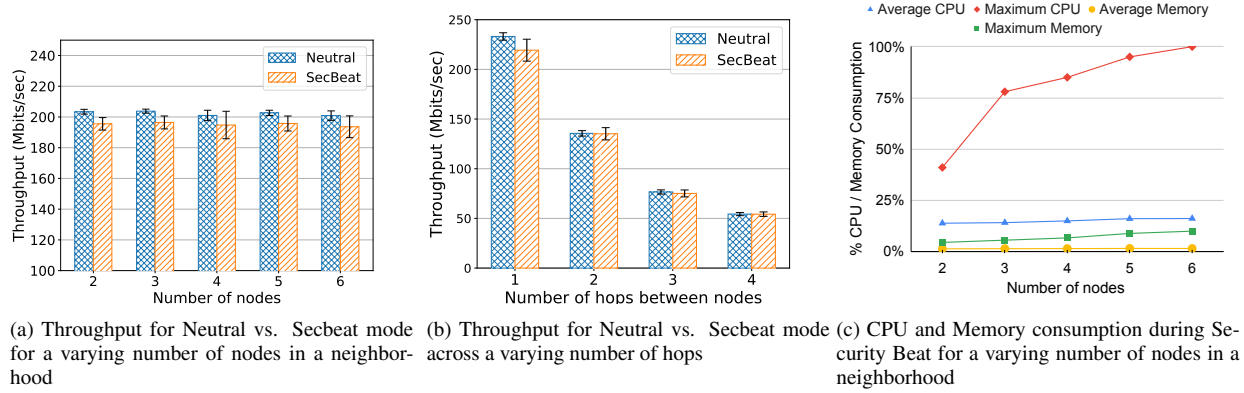 240
220
200
180
160
140
120
100
Throughput (Mbits/sec)
Neutral
SecBeat
2 3 4 5 6
Number of nodes
250
200
150
100
50
0
Throughput (Mbits/sec)
Neutral
SecBeat
1 2 3 4
Number of hops between nodes
Average CPU Maximum CPU Average Memory
Maximum Memory
100%
75%
50%
25%
0%
% CPU / Memory Consumption
2 3 4 5 6
Number of nodes
(a) Throughput for Neutral vs. Secbeat mode
for a varying number of nodes in a neighbor-
hood
(b) Throughput for Neutral vs. Secbeat mode
across a varying number of hops
(c) CPU and Memory consumption during Se-
curity Beat for a varying number of nodes in a
neighborhood